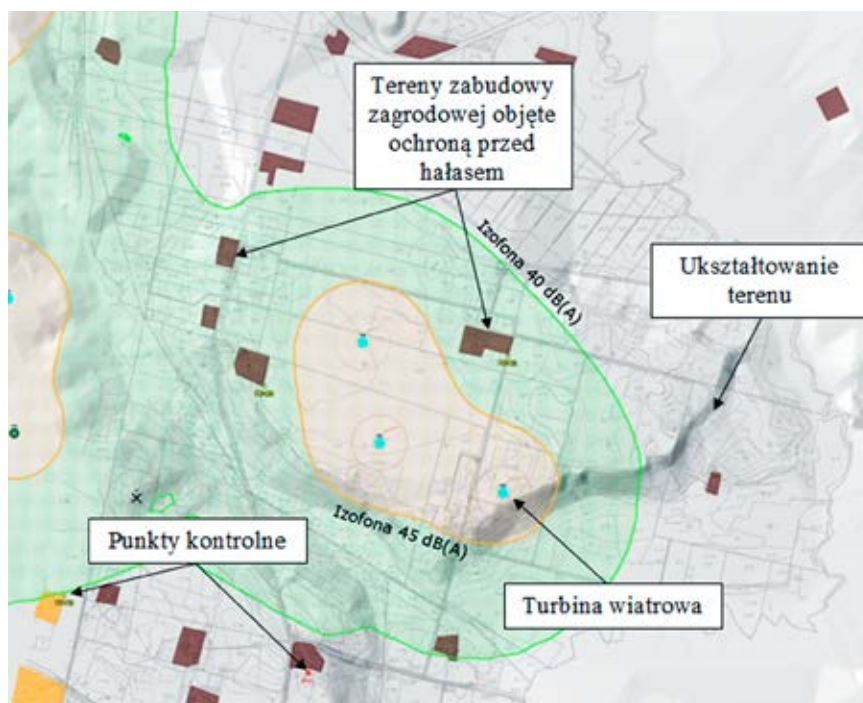 Tereny zabudowy
zagrodowej objęte
ochroną przed
hałasem
Izofona 40 dB(A)
Ukształtowanie
terenu
Izofona 45 dB(A)
Punkty kontrolne
Turbina wiatrowa